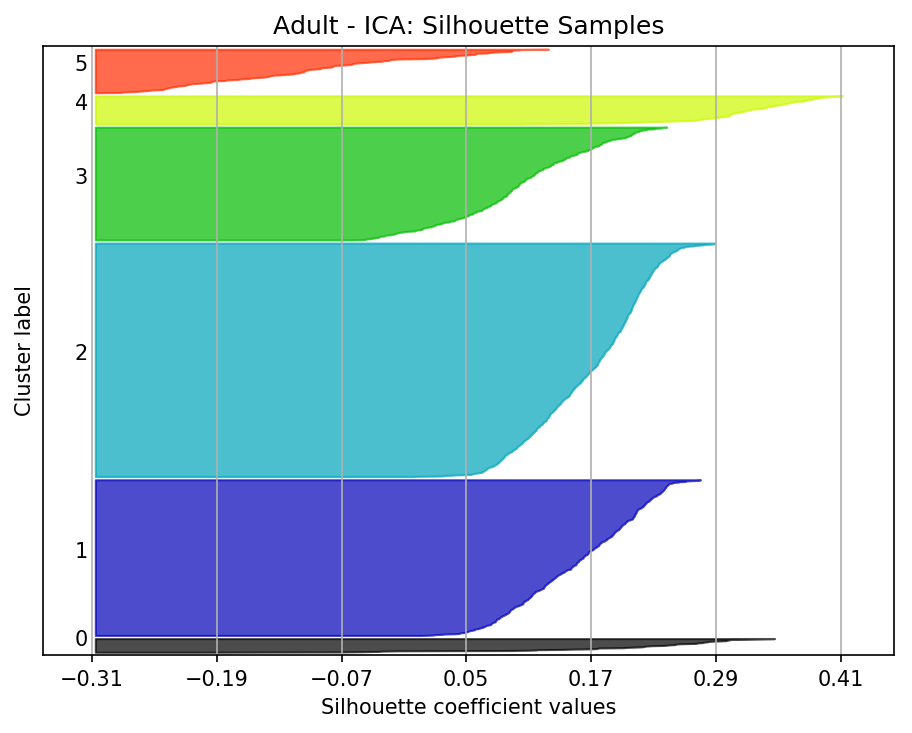 Adult - ICA: Silhouette Samples
5
4
3
2
1
0
Cluster label
−0.31 −0.19 −0.07 0.05 0.17 0.29 0.41
Silhouette coefficient values